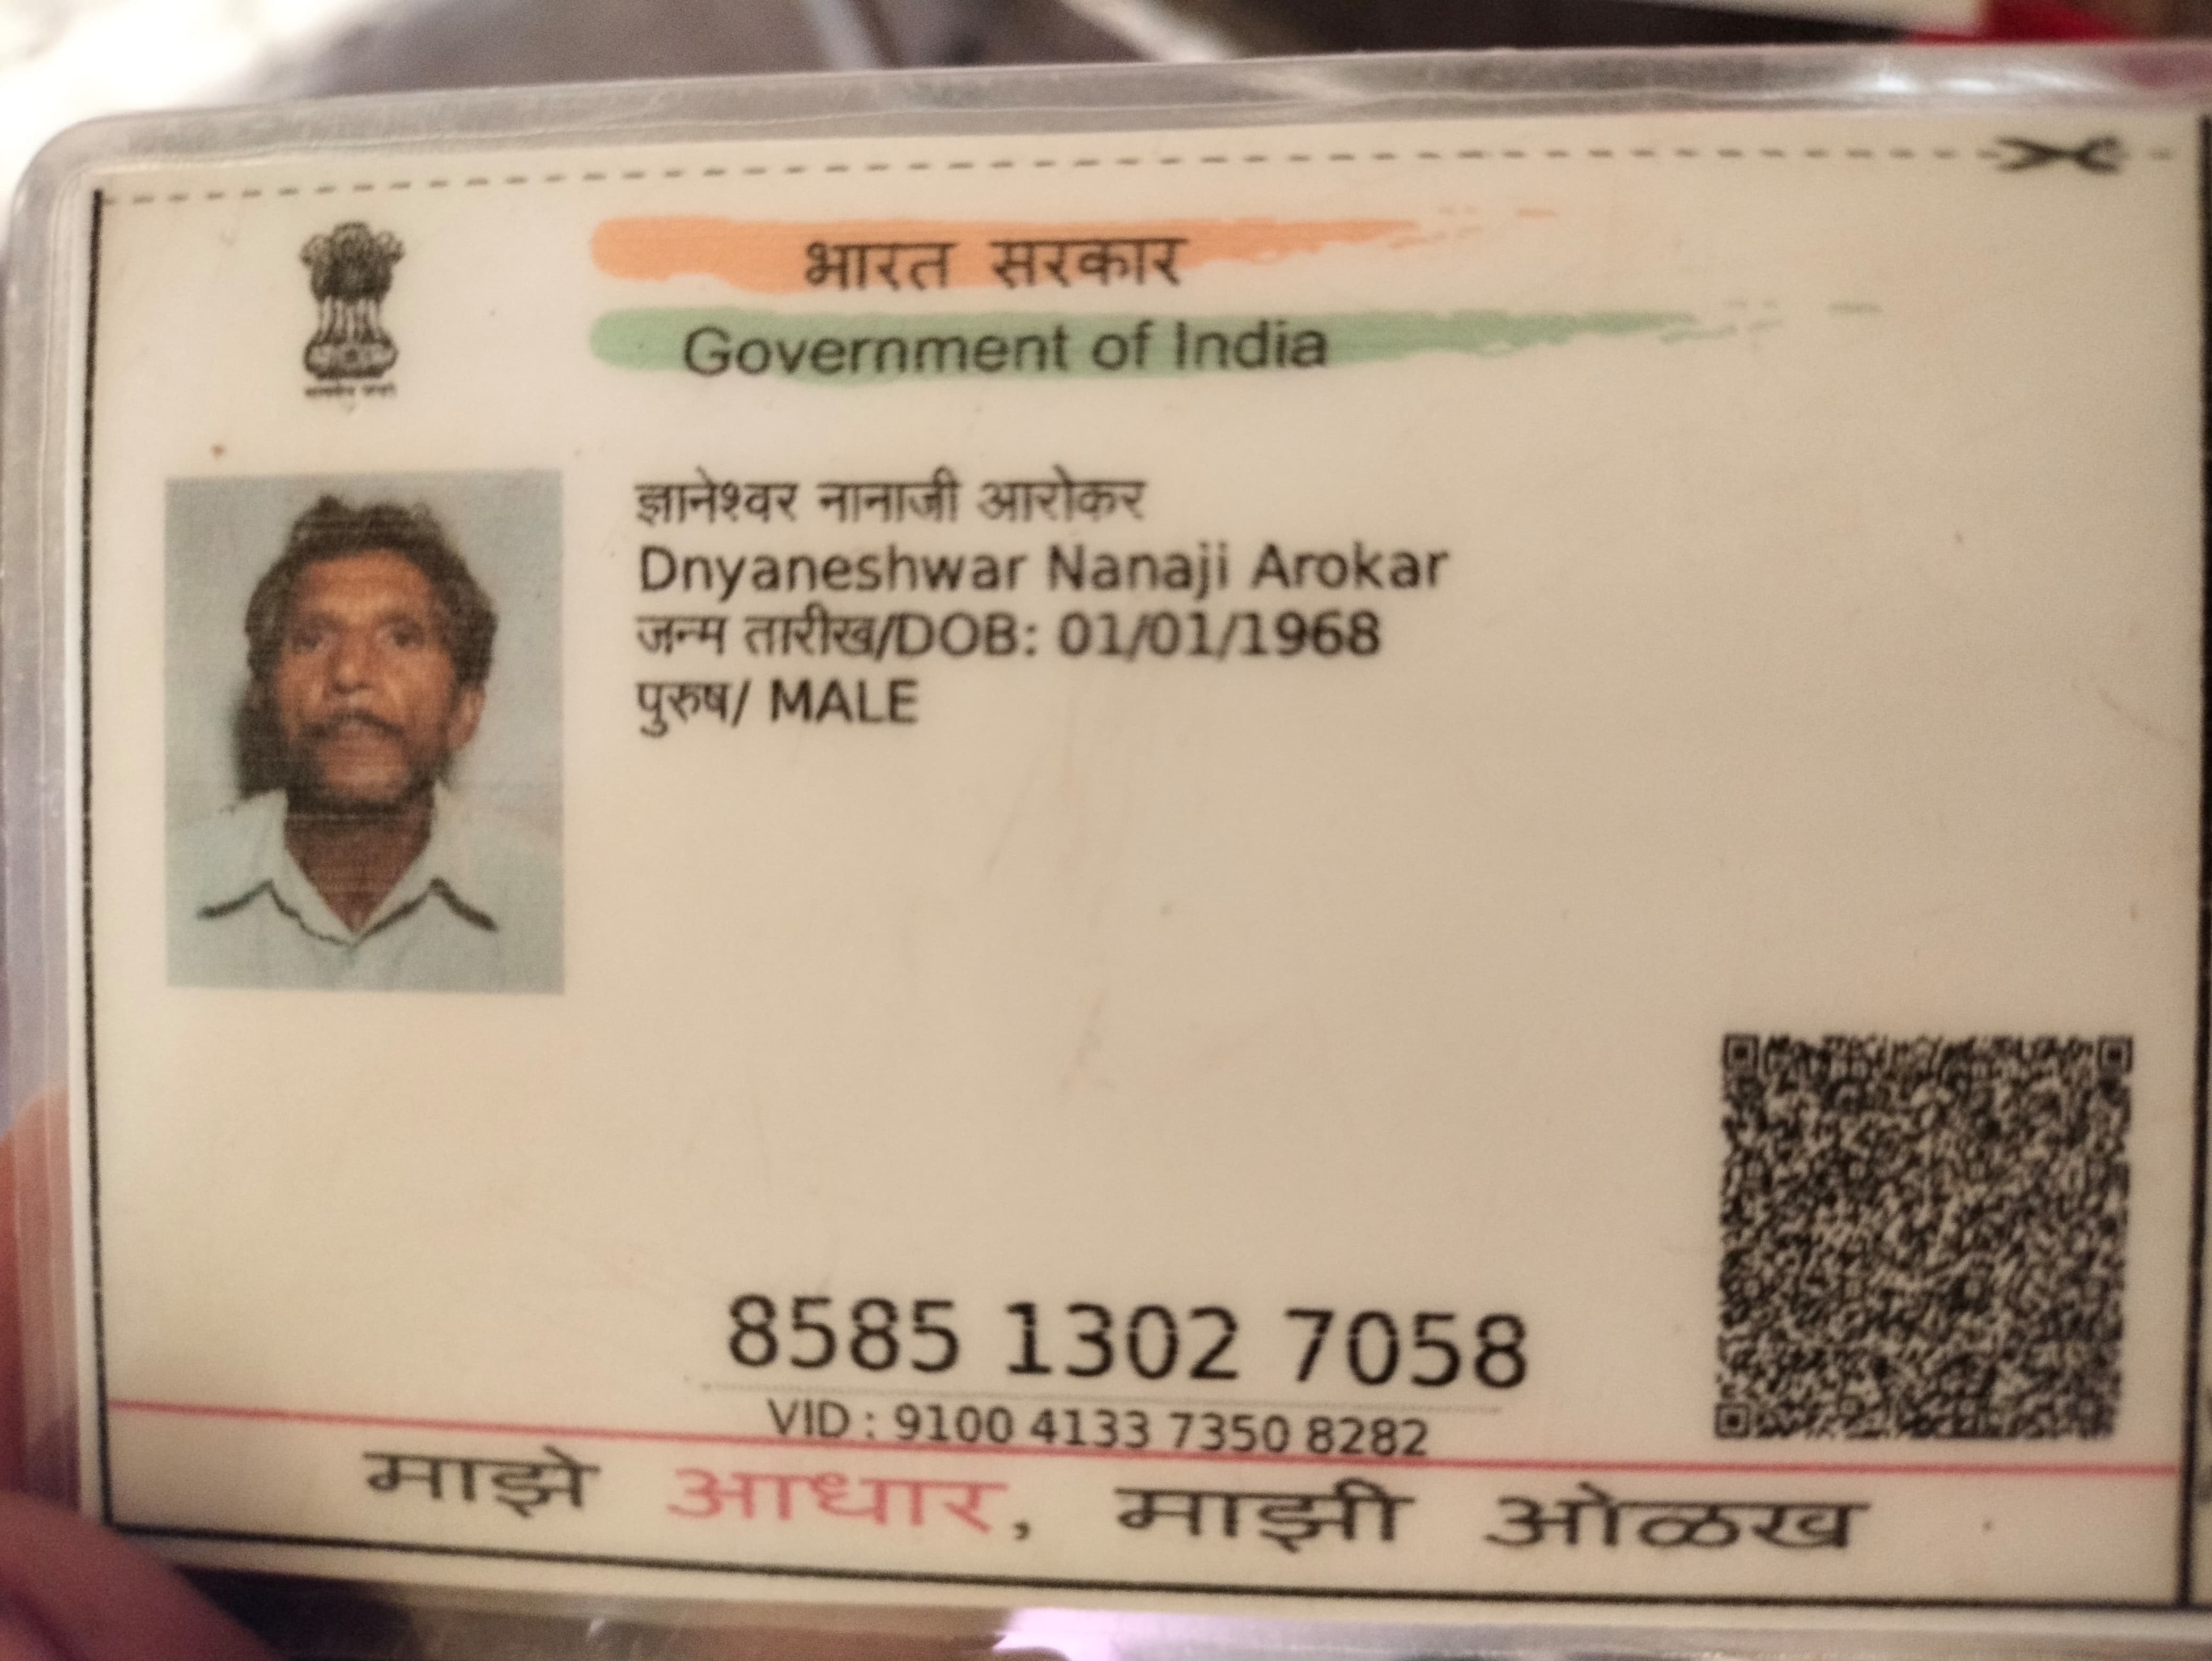 भारत सरकार
Government of India
ज्ञानेश्वर नानाजी आरोकर
Dnyaneshwar Nanaji Arokar
जन्म तारीख/DOB: 01/01/1968
पुरुष/ MALE
8585 1302 7058
VID : 9100 4133 7350 8282
माझे आधार, माझी ओळख